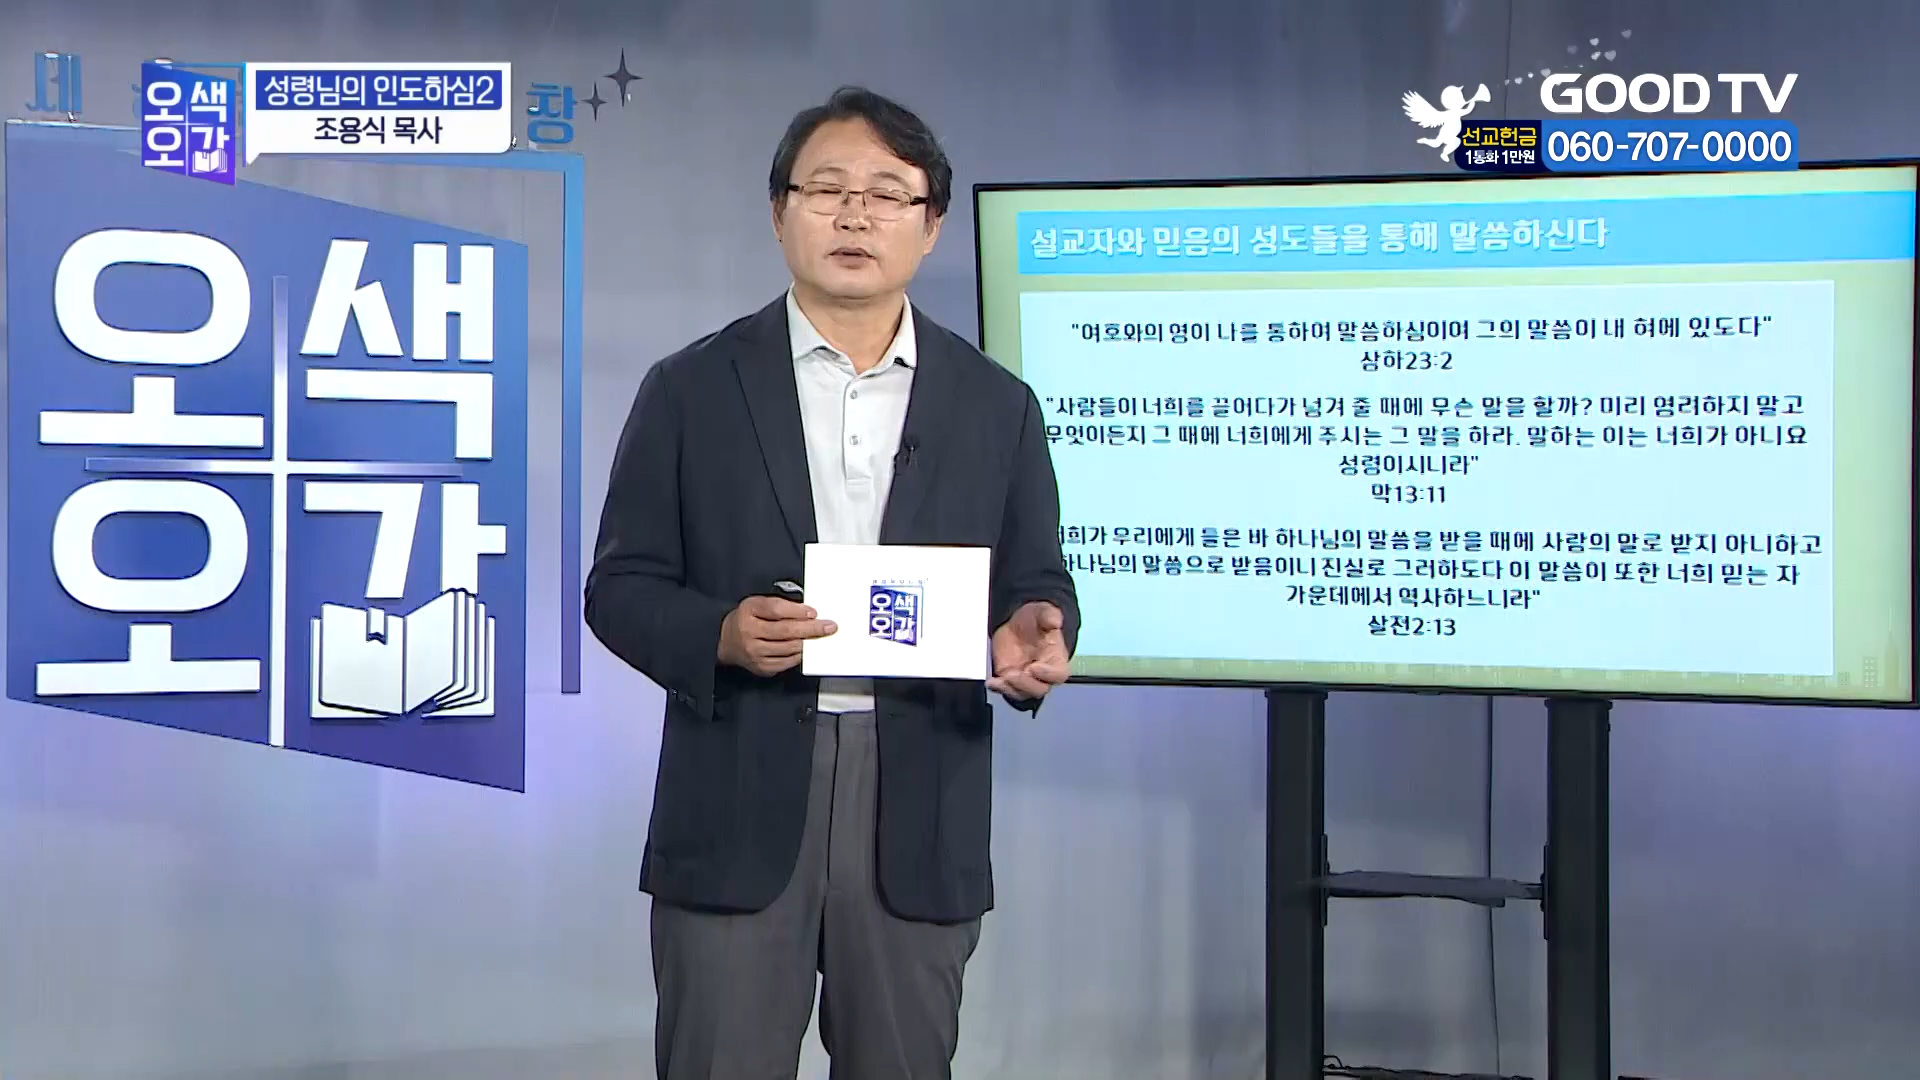 세
창
오색
오감
성령님의 인도하심2
조용식 목사
GOODTV
선교헌금
1통화 1만원
060-707-0000
오색
오감
오색
오감
설교자와 믿음의 성도들을 통해 말씀하신다
"여호와의 영이 나를 통하여 말씀하심이여 그의 말씀이 내 혀에 있도다"
삼하23:2
"사람들이 너희를 끌어다가 넘겨 줄 때에 무슨 말을 할까? 미리 염려하지 말고
무엇이든지 그 때에 너희에게 주시는 그 말을 하라. 말하는 이는 너희가 아니요
성령이시니라"
막13:11
너희가 우리에게 들은 바 하나님의 말씀을 받을 때에 사람의 말로 받지 아니하고
하나님의 말씀으로 받음이니 진실로 그러하도다 이 말씀이 또한 너희 믿는 자
가운데에서 역사하느니라"
살전2:13